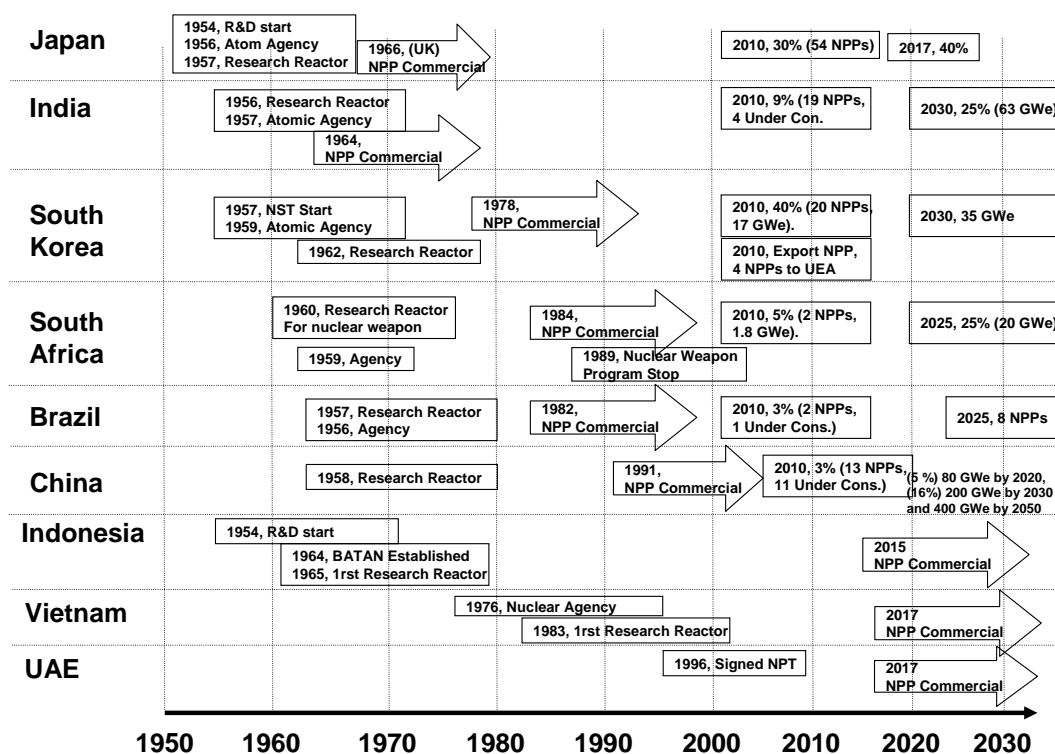 Japan
1954, R&D start
1956, Atom Agency
1957, Research Reactor
1966, (UK)
NPP Commercial
2010, 30% (54 NPPs)
2017, 40%
India
1956, Research Reactor
1957, Atomic Agency
1964,
NPP Commercial
2010, 9% (19 NPPs,
4 Under Con.
2030, 25% (63 GWe)
South
Korea
1957, NST Start
1959, Atomic Agency
1962, Research Reactor
1978,
NPP Commercial
2010, 40% (20 NPPs,
17 GWe).
2010, Export NPP,
4 NPPs to UEA
2030, 35 GWe
South
Africa
1960, Research Reactor
For nuclear weapon
1959, Agency
1984,
NPP Commercial
1989, Nuclear Weapon
Program Stop
2010, 5% (2 NPPs,
1.8 GWe).
2025, 25% (20 GWe)
Brazil
1957, Research Reactor
1956, Agency
1982,
NPP Commercial
2010, 3% (2 NPPs,
1 Under Cons.)
2025, 8 NPPs
China
1958, Research Reactor
1991,
NPP Commercial
2010, 3% (13 NPPs,
11 Under Cons.)
(5 %) 80 GWe by 2020,
(16%) 200 GWe by 2030
and 400 GWe by 2050
Indonesia
1954, R&D start
1964, BATAN Established
1965, 1rst Research Reactor
2015
NPP Commercial
Vietnam
1976, Nuclear Agency
1983, 1rst Research Reactor
2017
NPP Commercial
UAE
1996, Signed NPT
2017
NPP Commercial
1950 1960 1970 1980 1990 2000 2010 2020 2030